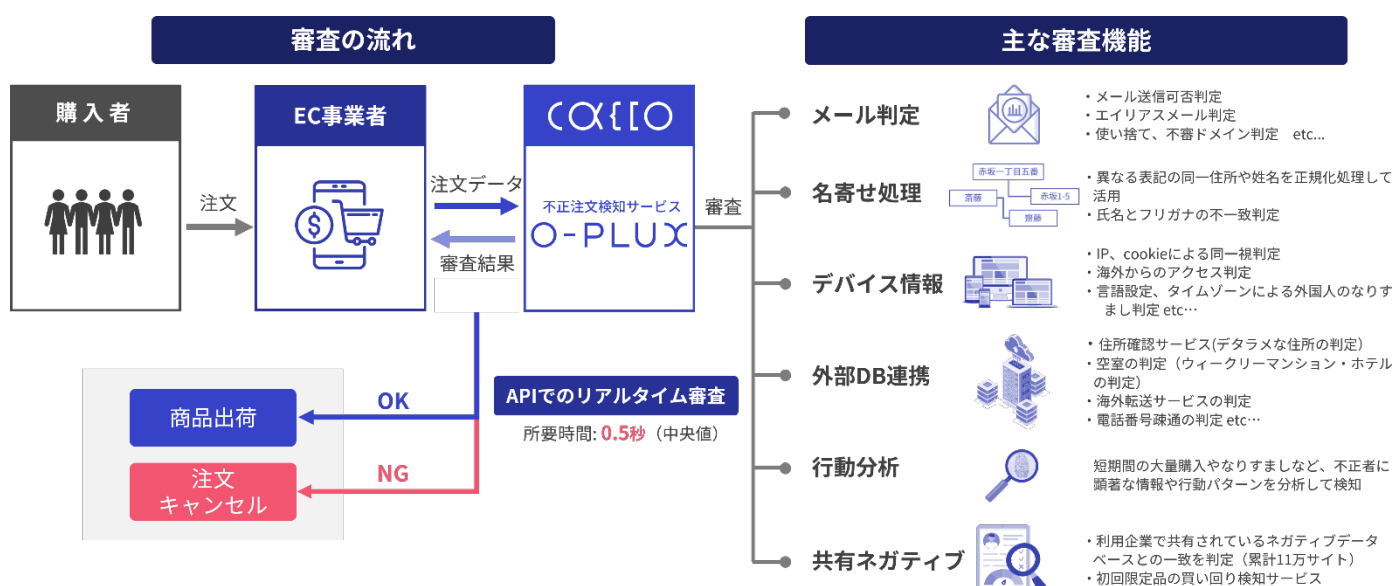 審査の流れ
購入者
EC事業者
CACCO
不正注文検知サービス
O-PLUX
注文
注文データ
審査結果
審査
OK
商品出荷
NG
注文
キャンセル
APIでのリアルタイム審査
所要時間: 0.5秒（中央値）
主な審査機能
メール判定
・メール送信可否判定
・エイリアスメール判定
・使い捨て、不審ドメイン判定 etc...
名寄せ処理
赤坂一丁目五番
斎藤
赤坂1-5
齋藤
・異なる表記の同一住所や姓名を正規化処理して
活用
・氏名とフリガナの不一致判定
デバイス情報
・IP、cookieによる同一視判定
・海外からのアクセス判定
・言語設定、タイムゾーンによる外国人のなりす
まし判定 etc…
外部DB連携
・住所確認サービス(デタラメな住所の判定）
・空室の判定（ウィークリーマンション・ホテル
の判定）
・海外転送サービスの判定
・電話番号疎通の判定 etc…
行動分析
短期間の大量購入やなりすましなど、不正者に
顕著な情報や行動パターンを分析して検知
共有ネガティブ
・利用企業で共有されているネガティブデータ
ベースとの一致を判定（累計11万サイト）
・初回限定品の買い回り検知サービス